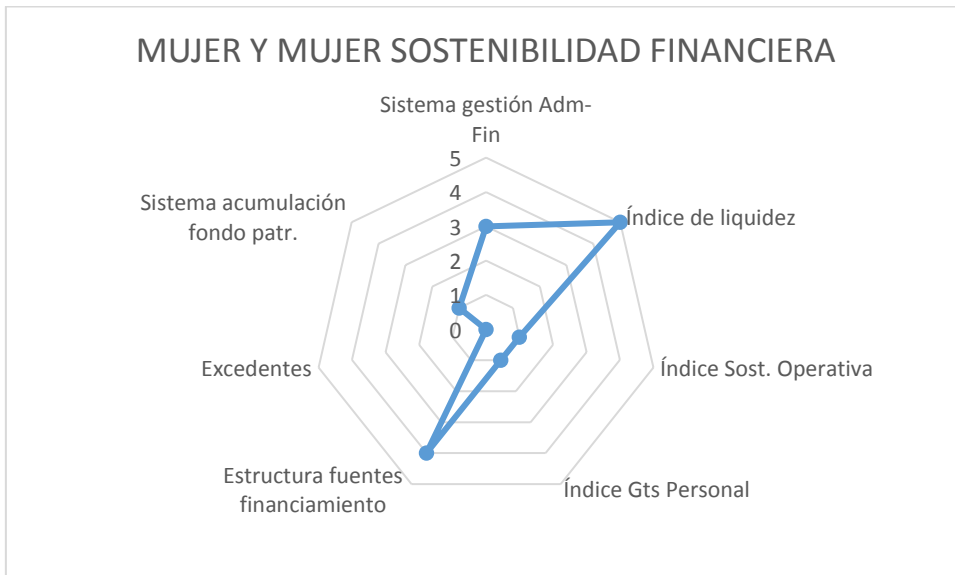 MUJER Y MUJER SOSTENIBILIDAD FINANCIERA
Sistema gestión Adm-
Fin
5
4
3
2
1
0
Índice de liquidez
Índice Sost. Operativa
Índice Gts Personal
Estructura fuentes
financiamiento
Excedentes
Sistema acumulación
fondo patr.